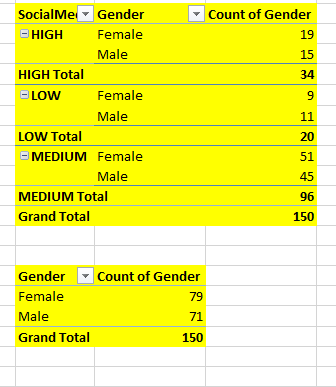 SocialMe Gender Count of Gender
HIGH Female 19
Male 15
HIGH Total 34
LOW Female 9
Male 11
LOW Total 20
MEDIUM Female 51
Male 45
MEDIUM Total 96
Grand Total 150
Gender Count of Gender
Female 79
Male 71
Grand Total 150